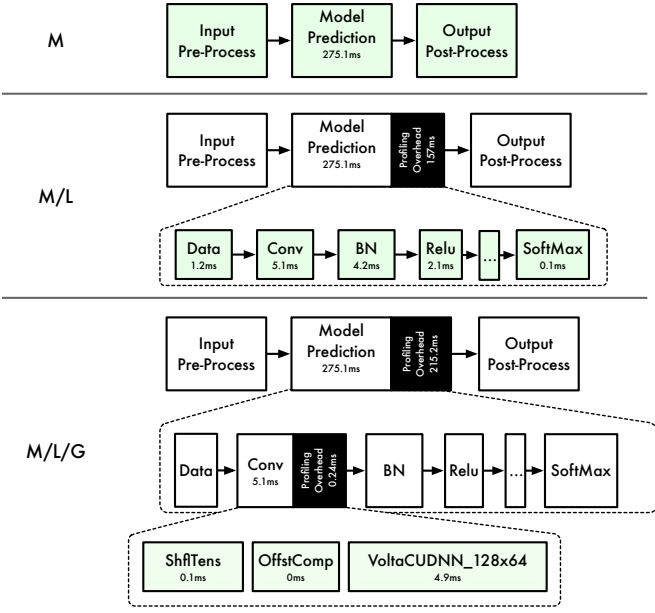 M
Input
Pre-Process
Model
Prediction
275.1ms
Output
Post-Process
M/L
Input
Pre-Process
Model
Prediction
275.1ms
Profiling
Overhead
157ms
Output
Post-Process
Data
1.2ms
Conv
5.1ms
BN
4.2ms
Relu
2.1ms
...
SoftMax
0.1ms
M/L/G
Input
Pre-Process
Model
Prediction
275.1ms
Profiling
Overhead
215.2ms
Output
Post-Process
Data
Conv
5.1ms
Profiling
Overhead
0.24ms
BN
Relu
...
SoftMax
ShflTens
0.1ms
OffstComp
0ms
VoltaCUDNN_128x64
4.9ms